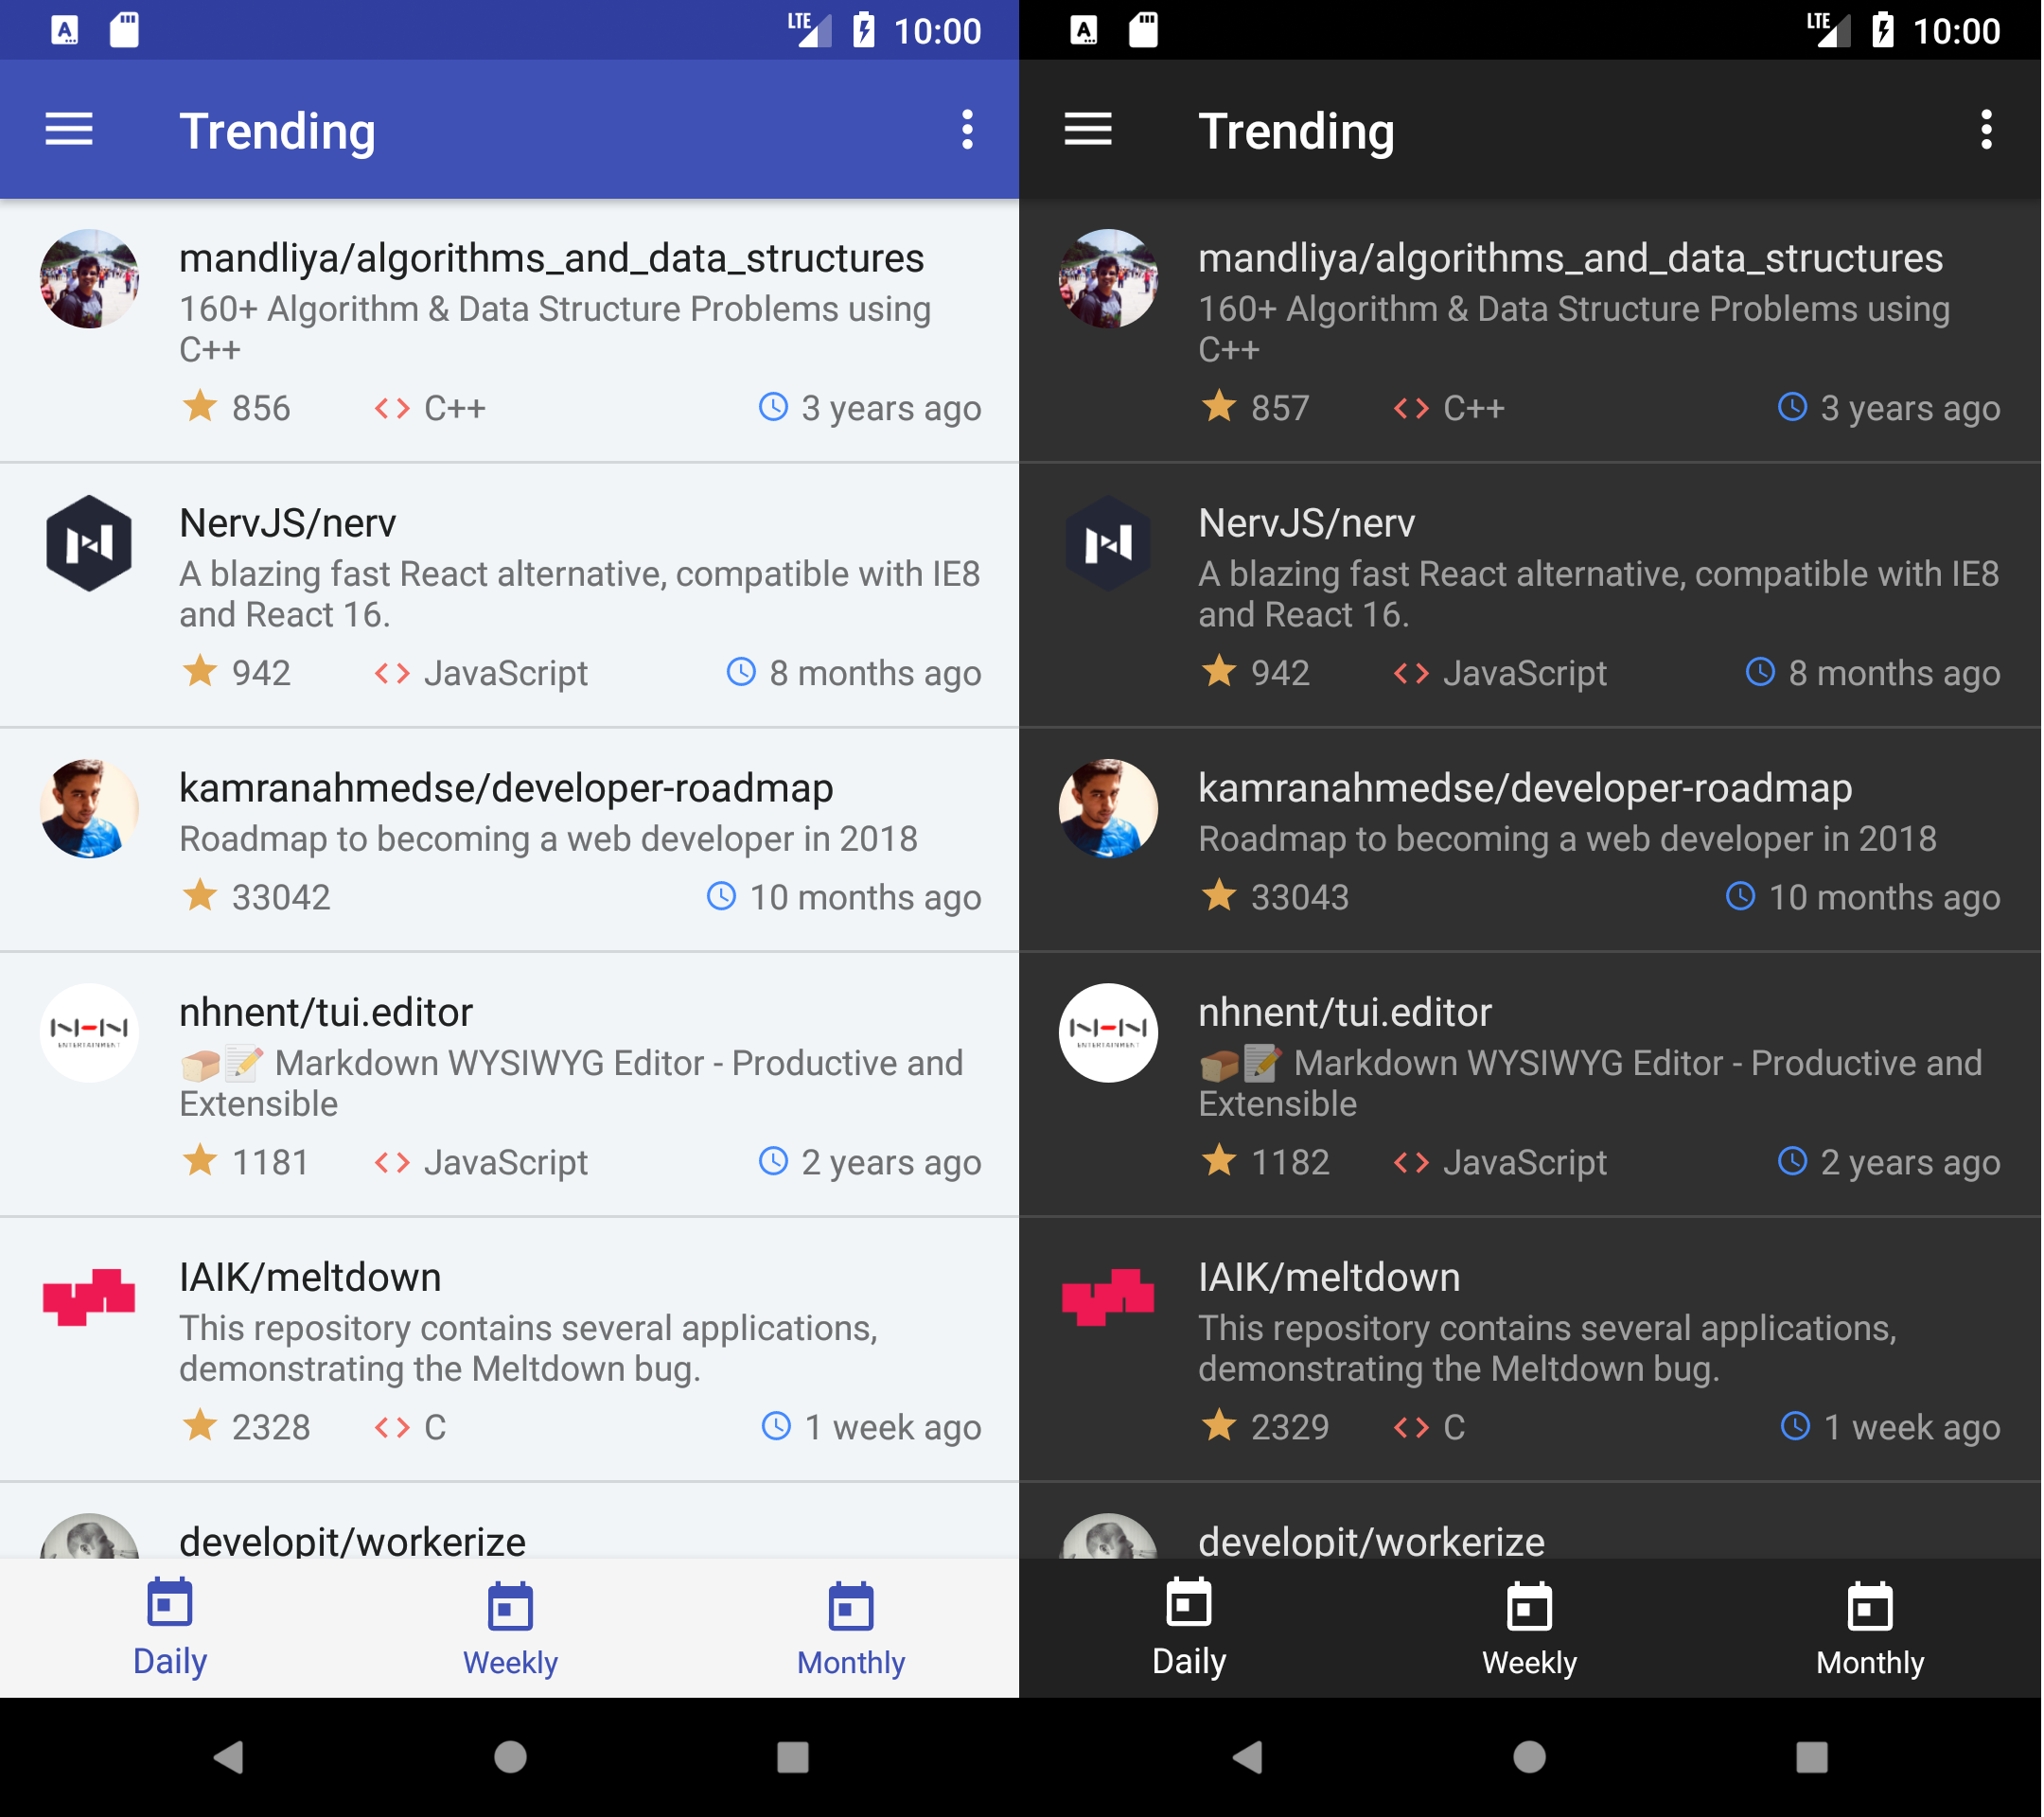 LTE 10:00
Trending
mandliya/algorithms_and_data_structures
160+ Algorithm & Data Structure Problems using
C++
856 <> C++ 3 years ago
NervJS/nerv
A blazing fast React alternative, compatible with IE8
and React 16.
942 <> JavaScript 8 months ago
kamranahmedse/developer-roadmap
Roadmap to becoming a web developer in 2018
33042 10 months ago
nhnent/tui.editor
🍞📝 Markdown WYSIWYG Editor - Productive and
Extensible
1181 <> JavaScript 2 years ago
ENTERTAINMENT
IAIK/meltdown
This repository contains several applications,
demonstrating the Meltdown bug.
2328 <> C 1 week ago
developit/workerize
Daily Weekly Monthly
LTE 10:00
Trending
mandliya/algorithms_and_data_structures
160+ Algorithm & Data Structure Problems using
C++
857 <> C++ 3 years ago
NervJS/nerv
A blazing fast React alternative, compatible with IE8
and React 16.
942 <> JavaScript 8 months ago
kamranahmedse/developer-roadmap
Roadmap to becoming a web developer in 2018
33043 10 months ago
nhnent/tui.editor
🍞📝 Markdown WYSIWYG Editor - Productive and
Extensible
1182 <> JavaScript 2 years ago
ENTERTAINMENT
IAIK/meltdown
This repository contains several applications,
demonstrating the Meltdown bug.
2329 <> C 1 week ago
developit/workerize
Daily Weekly Monthly